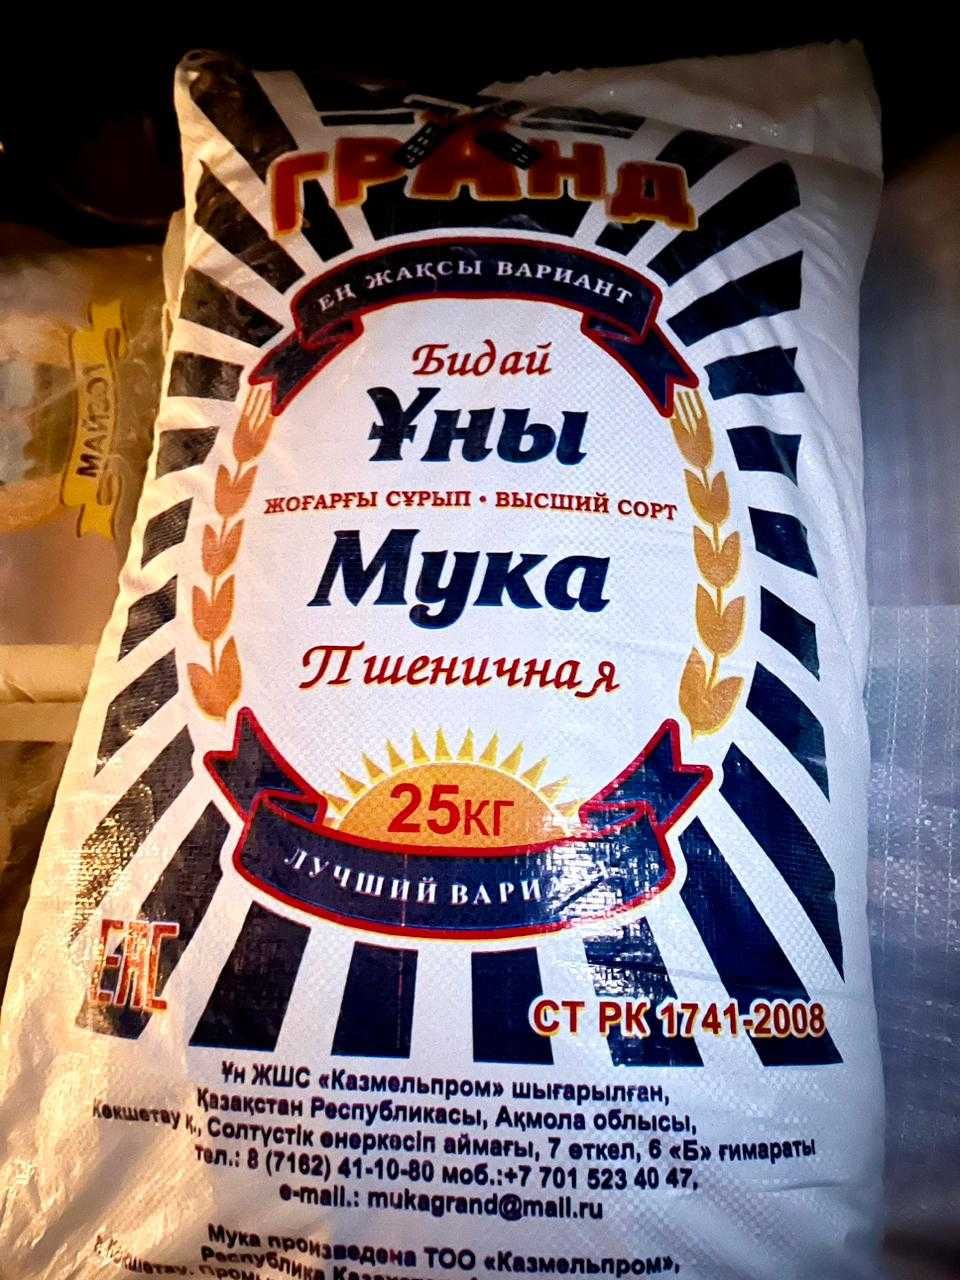 ГРАНД
ЕҢ ЖАҚСЫ ВАРИАНТ
Бидай
Ұны
ЖОҒАРҒЫ СҰРЫП • ВЫСШИЙ СОРТ
Мука
Пшеничная
25кг
ЛУЧШИЙ
EAC
СТ РК 1741-2008
Ұн ЖШС «Казмельпром» шығарылған,
Қазақстан Республикасы, Ақмола облысы,
Көкшетау қ., Солтүстік өнеркәсіп аймағы, 7 өткел, 6 «Б» ғимараты
тел.: 8 (7162) 41-10-80 моб.:+7 701 523 40 47,
e-mail.: mukagrand@mail.ru
Мука произведена ТОО «Казмельпром»,
Республика
МАЙЗОЛ